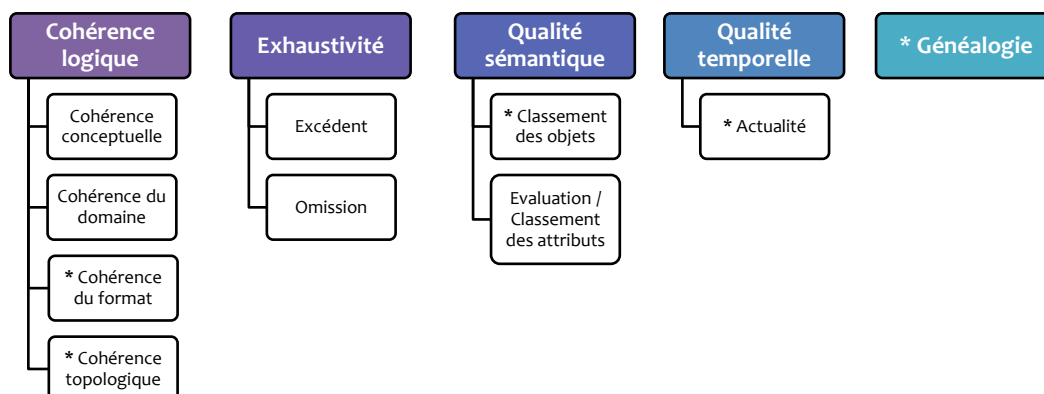 Cohérence
logique
Exhaustivité
Qualité
sémantique
Qualité
temporelle
* Généalogie
Cohérence
conceptuelle
Cohérence du
domaine
* Cohérence
du format
* Cohérence
topologique
Excédent
Omission
* Classement
des objets
Evaluation /
Classement
des attributs
* Actualité